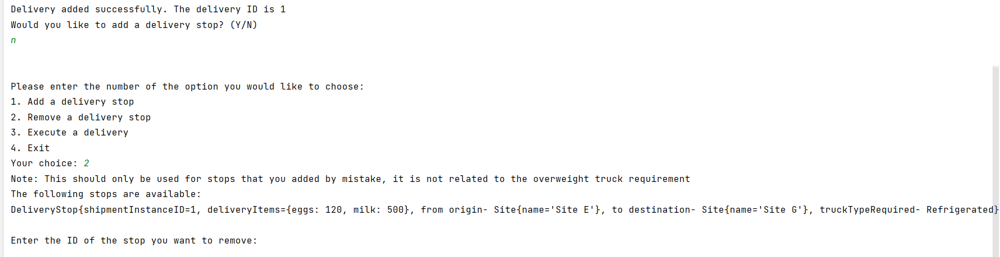 Delivery added successfully. The delivery ID is 1
Would you like to add a delivery stop? (Y/N)
n
Please enter the number of the option you would like to choose:
1. Add a delivery stop
2. Remove a delivery stop
3. Execute a delivery
4. Exit
Your choice: 2
Note: This should only be used for stops that you added by mistake, it is not related to the overweight truck requirement
The following stops are available:
DeliveryStop{shipmentInstanceID=1, deliveryItems={eggs: 120, milk: 500}, from origin- Site{name='Site E'}, to destination- Site{name='Site G'}, truckTypeRequired- Refrigerated}
Enter the ID of the stop you want to remove: